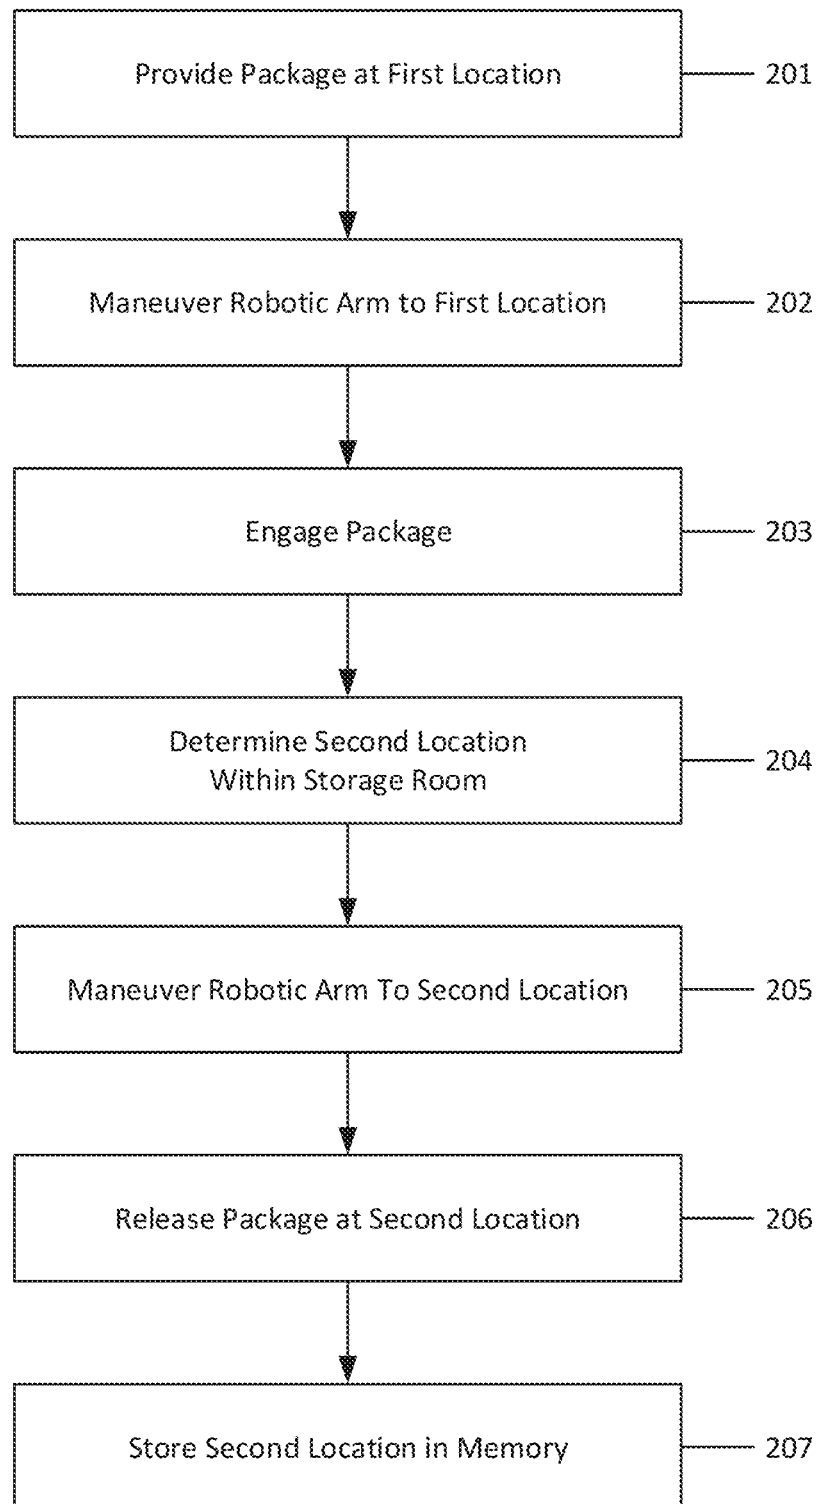 Provide Package at First Location
201
Maneuver Robotic Arm to First Location
202
Engage Package
203
Determine Second Location
Within Storage Room
204
Maneuver Robotic Arm To Second Location
205
Release Package at Second Location
206
Store Second Location in Memory
207